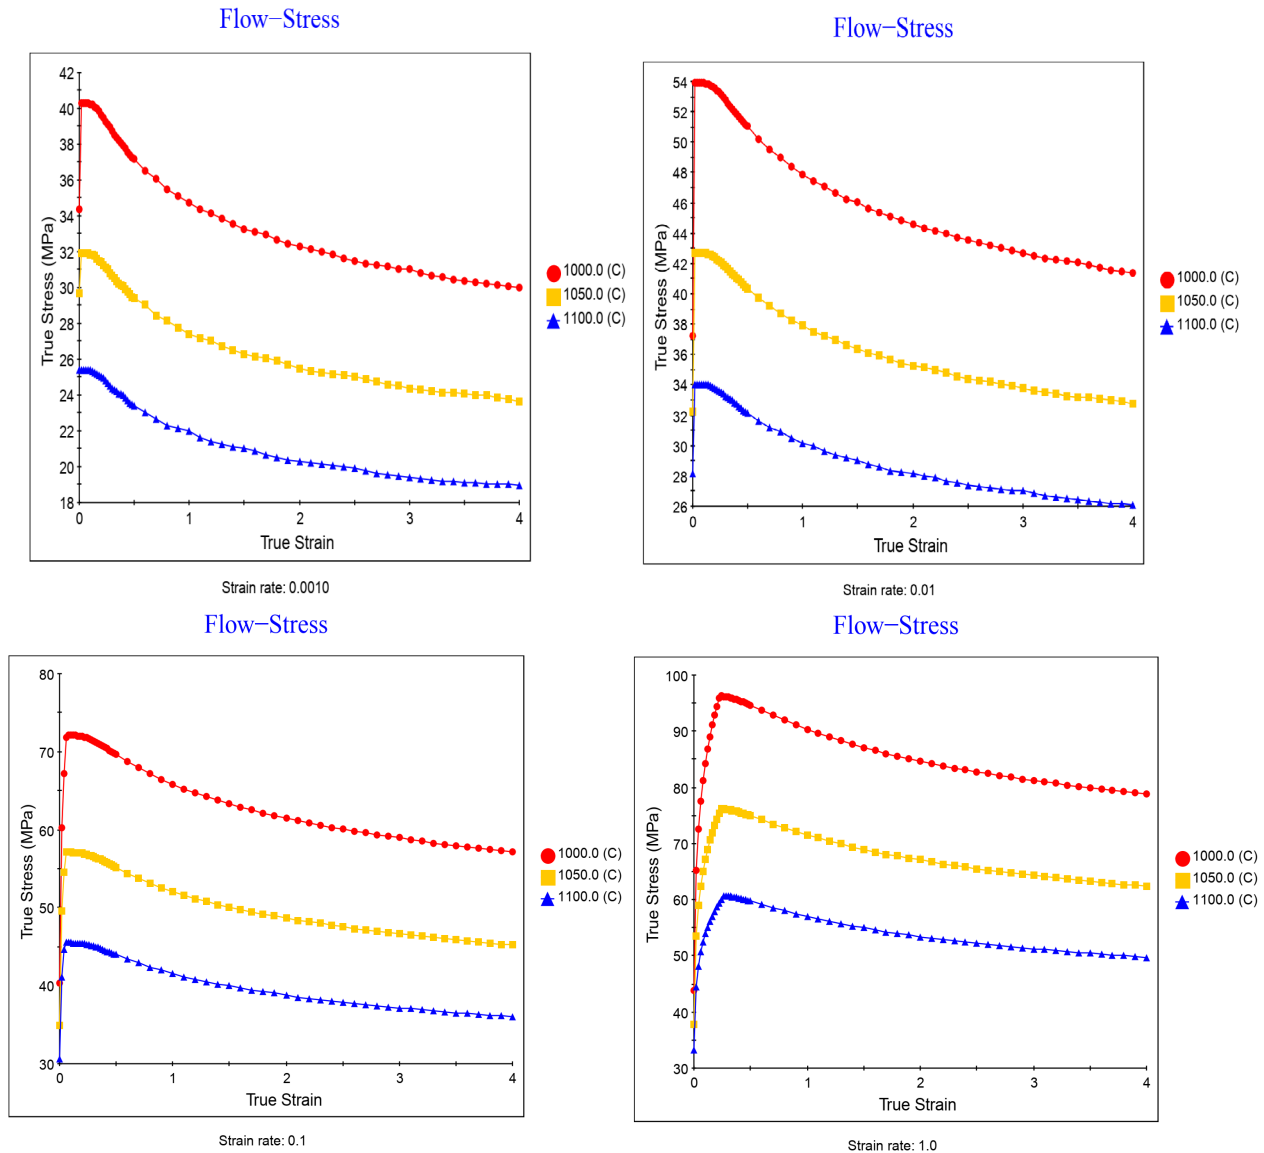 Flow−Stress
42
40
38
36
34
32
30
28
26
24
22
20
18
True Stress (MPa)
0 1 2 3 4
True Strain
1000.0 (C)
1050.0 (C)
1100.0 (C)
Strain rate: 0.0010
Flow−Stress
54
52
50
48
46
44
42
40
38
36
34
32
30
28
26
True Stress (MPa)
0 1 2 3 4
True Strain
1000.0 (C)
1050.0 (C)
1100.0 (C)
Strain rate: 0.01
Flow−Stress
80
70
60
50
40
30
True Stress (MPa)
0 1 2 3 4
True Strain
1000.0 (C)
1050.0 (C)
1100.0 (C)
Strain rate: 0.1
Flow−Stress
100
90
80
70
60
50
40
30
True Stress (MPa)
0 1 2 3 4
True Strain
1000.0 (C)
1050.0 (C)
1100.0 (C)
Strain rate: 1.0